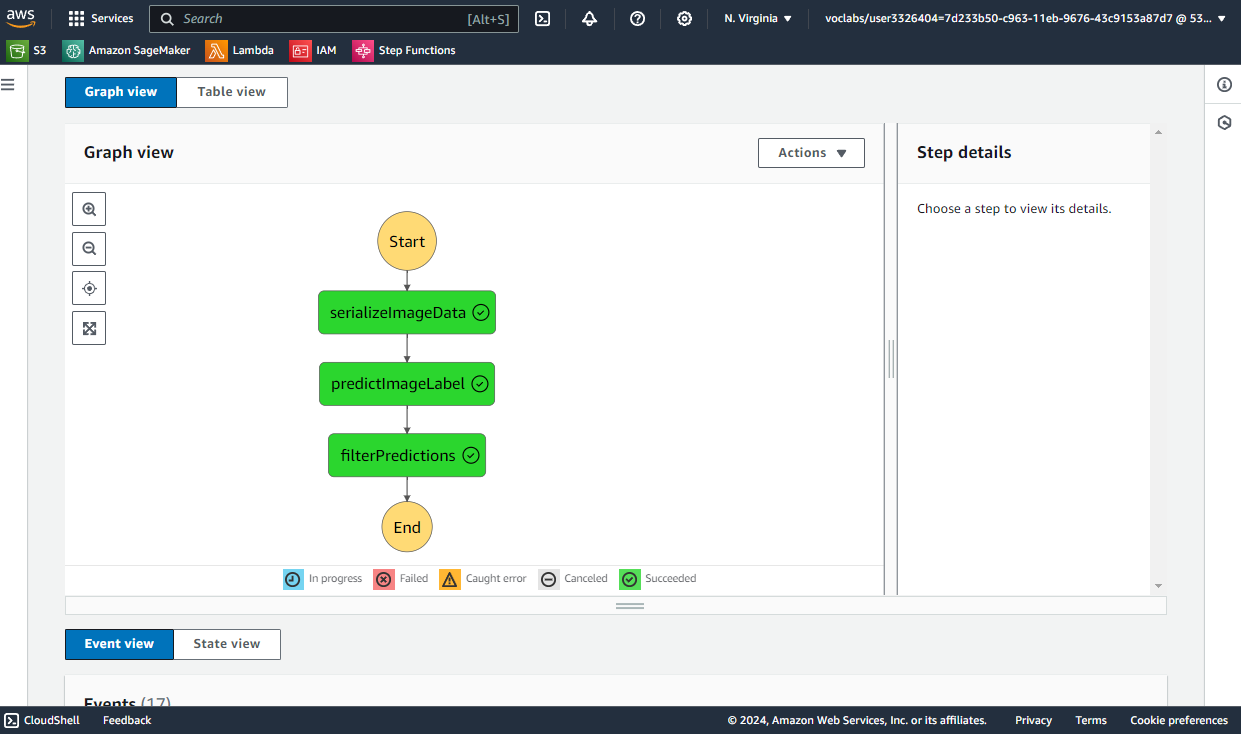 aws
Services
Search [Alt+S]
N. Virginia
voclabs/user3326404=7d233b50-c963-11eb-9676-43c9153a87d7 @ 53...
S3
Amazon SageMaker
Lambda
IAM
Step Functions
Graph view
Table view
Graph view
Actions
Step details
Choose a step to view its details.
Start
serializeImageData
predictImageLabel
filterPredictions
End
In progress
Failed
Caught error
Canceled
Succeeded
Event view
State view
Events (17)
CloudShell
Feedback
© 2024, Amazon Web Services, Inc. or its affiliates.
Privacy
Terms
Cookie preferences